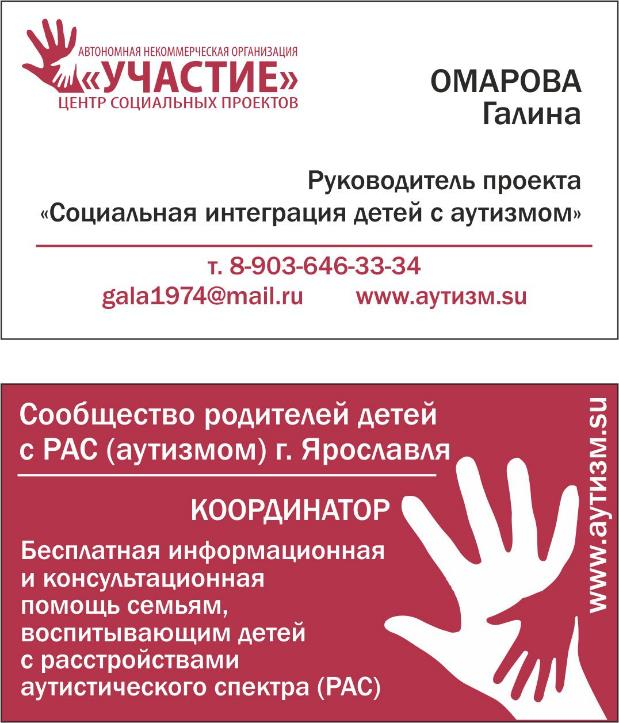 АВТОНОМНАЯ НЕКОММЕРЧЕСКАЯ ОРГАНИЗАЦИЯ
«УЧАСТИЕ»
ЦЕНТР СОЦИАЛЬНЫХ ПРОЕКТОВ
ОМАРОВА
Галина
Руководитель проекта
«Социальная интеграция детей с аутизмом»
т. 8-903-646-33-34
gala1974@mail.ru www.аутизм.su
Сообщество родителей детей
с РАС (аутизмом) г. Ярославля
КООРДИНАТОР
Бесплатная информационная
и консультационная
помощь семьям,
воспитывающим детей
с расстройствами
аутистического спектра (РАС)
www.аутизм.su